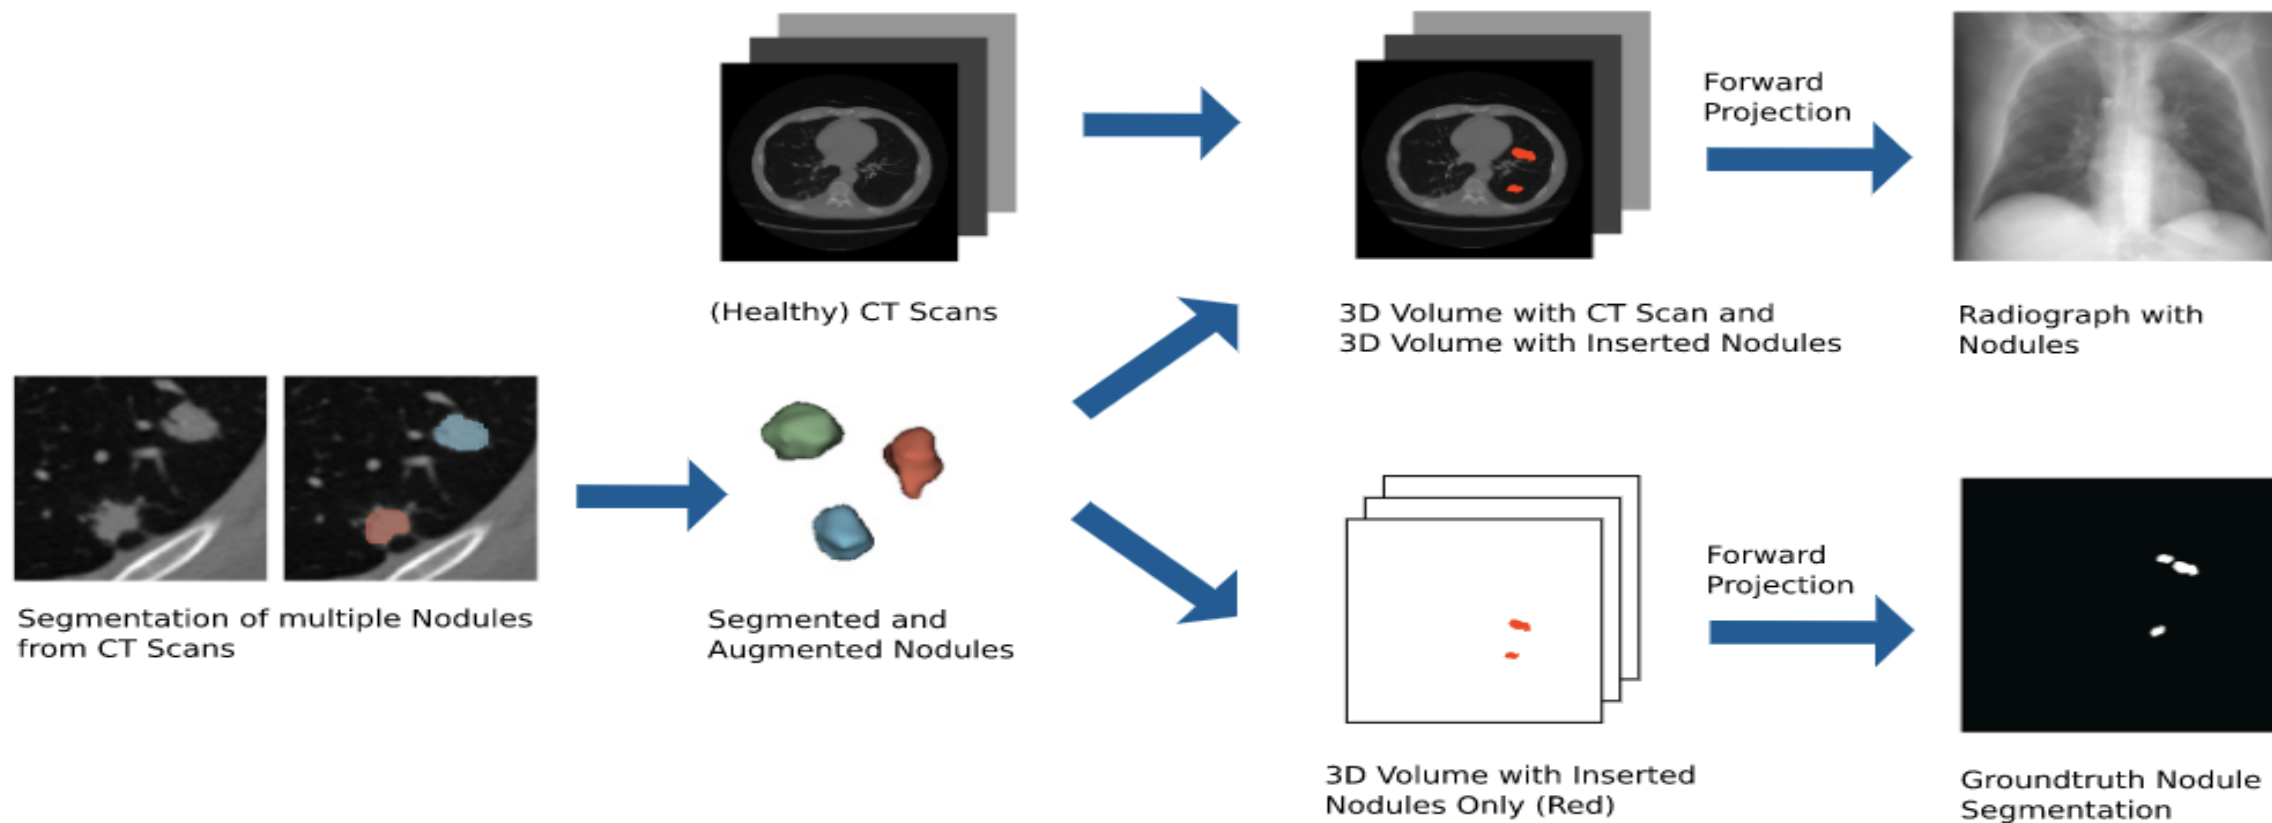 (Healthy) CT Scans
3D Volume with CT Scan and
3D Volume with Inserted Nodules
Forward
Projection
Radiograph with
Nodules
Segmentation of multiple Nodules
from CT Scans
Segmented and
Augmented Nodules
3D Volume with Inserted
Nodules Only (Red)
Forward
Projection
Groundtruth Nodule
Segmentation